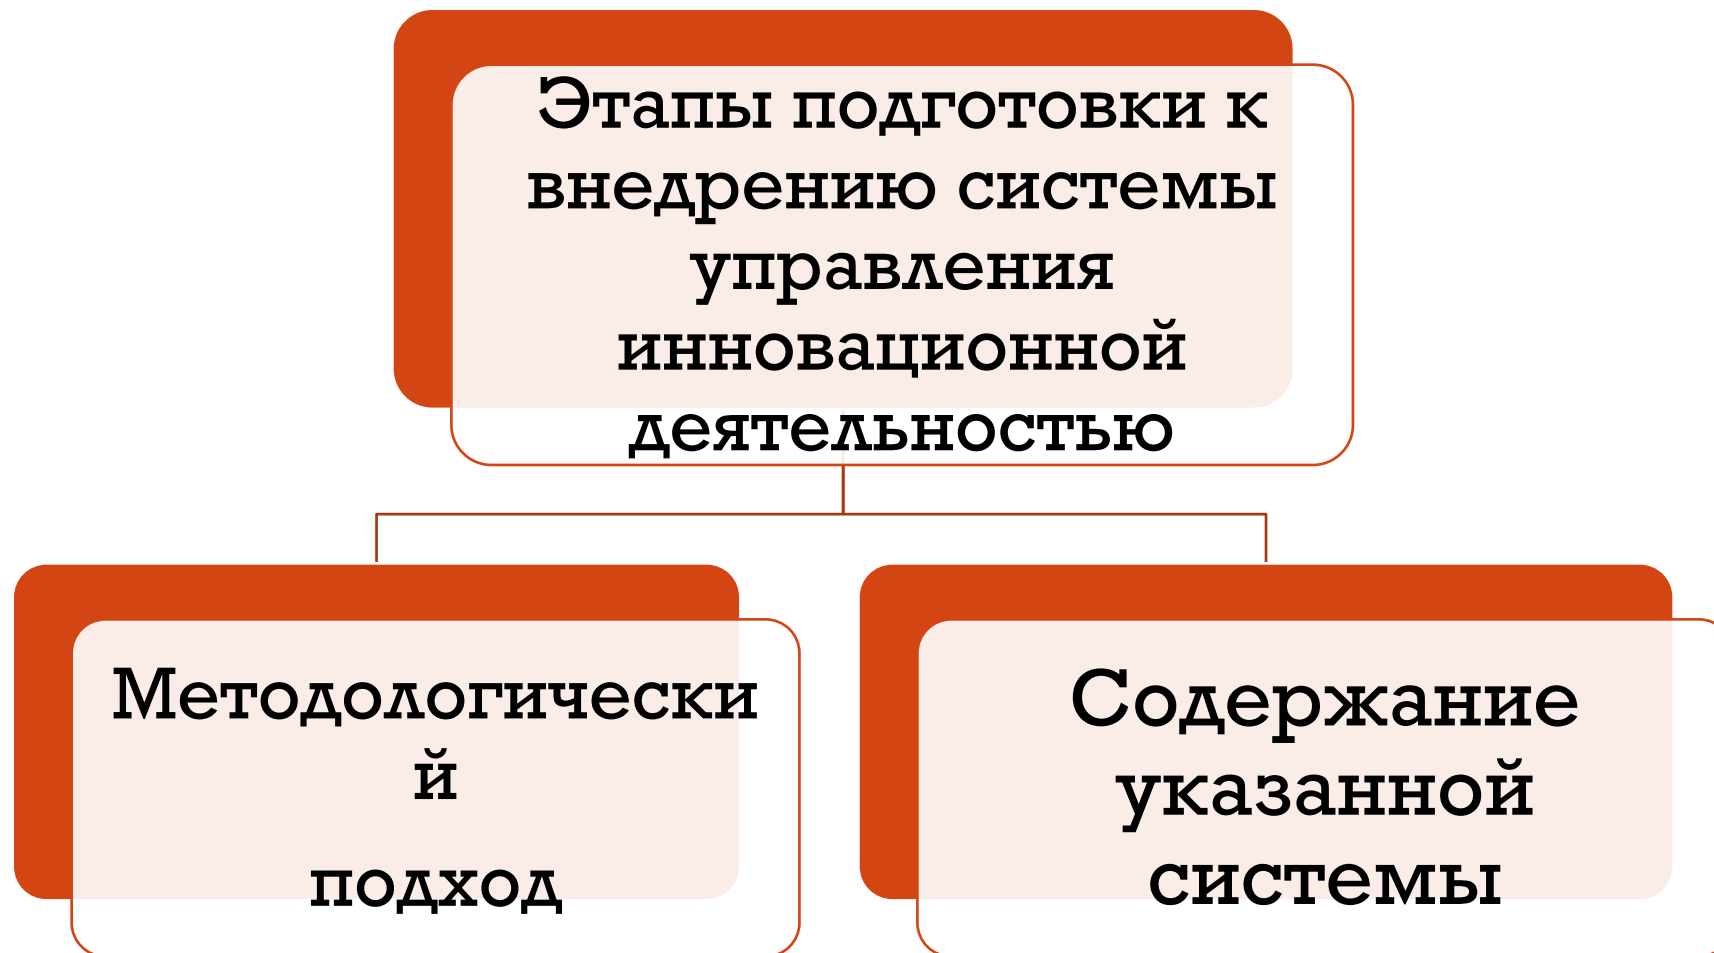 Этапы подготовки к
внедрению системы
управления
инновационной
деятельностью
Методологически
й
подход
Содержание
указанной
системы